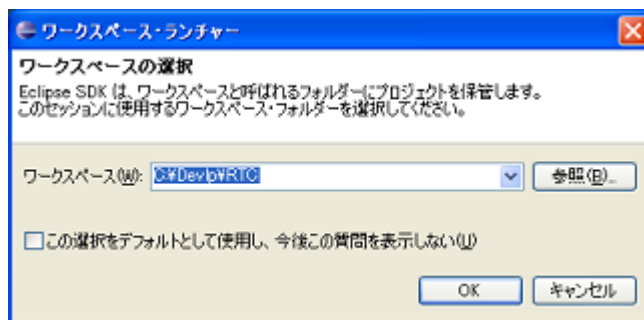 ワークスペース・ランチャー
ワークスペースの選択
Eclipse SDK は、ワークスペースと呼ばれるフォルダーにプロジェクトを保管します。
このセッションに使用するワークスペース・フォルダーを選択してください。
ワークスペース(W): C:¥Devlp¥RTC 参照(B)...
この選択をデフォルトとして使用し、今後この質問を表示しない(U)
OK キャンセル